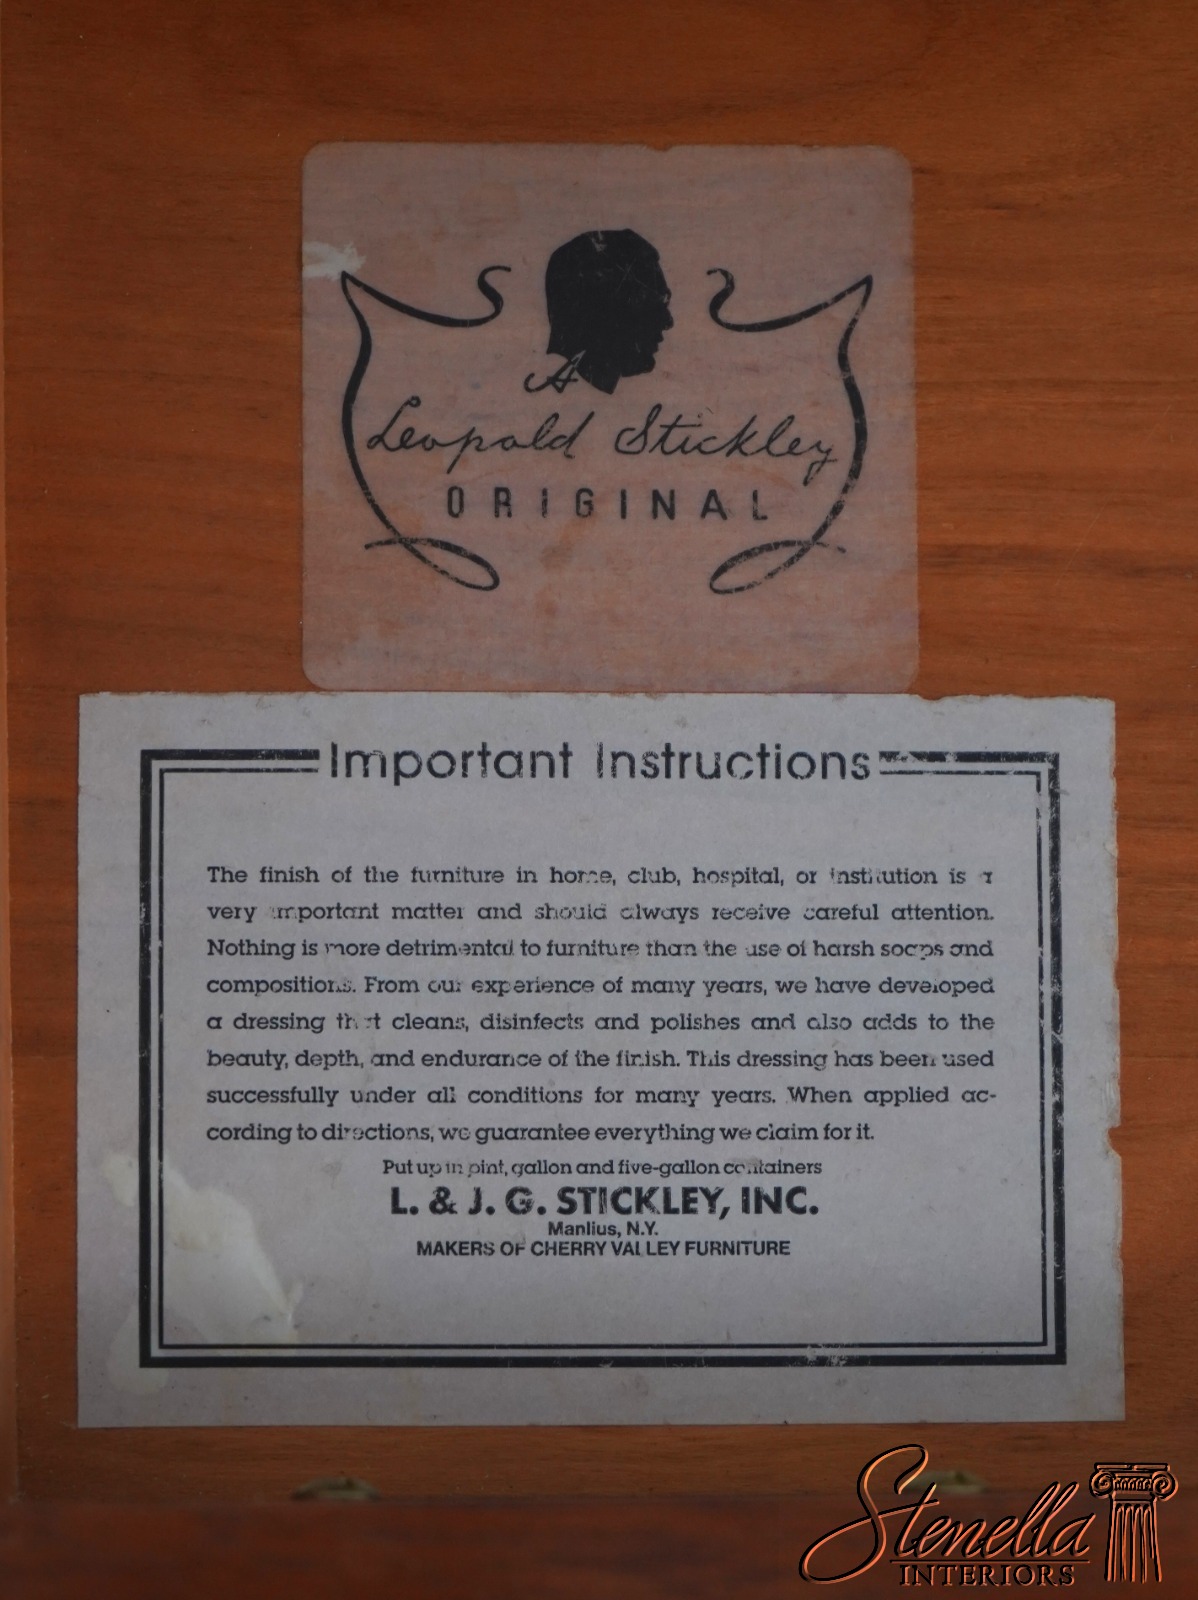 A
Leopold Stickley
ORIGINAL
Important Instructions
The finish of the furniture in home, club, hospital, or institution is a
very important matter and should always receive careful attention.
Nothing is more detrimental to furniture than the use of harsh soaps and
compositions. From our experience of many years, we have developed
a dressing that cleans, disinfects and polishes and also adds to the
beauty, depth, and endurance of the finish. This dressing has been used
successfully under all conditions for many years. When applied ac-
cording to directions, we guarantee everything we claim for it.
Put up in pint, gallon and five-gallon containers
L. & J. G. STICKLEY, INC.
Manlius, N.Y.
MAKERS OF CHERRY VALLEY FURNITURE
Stenella
INTERIORS